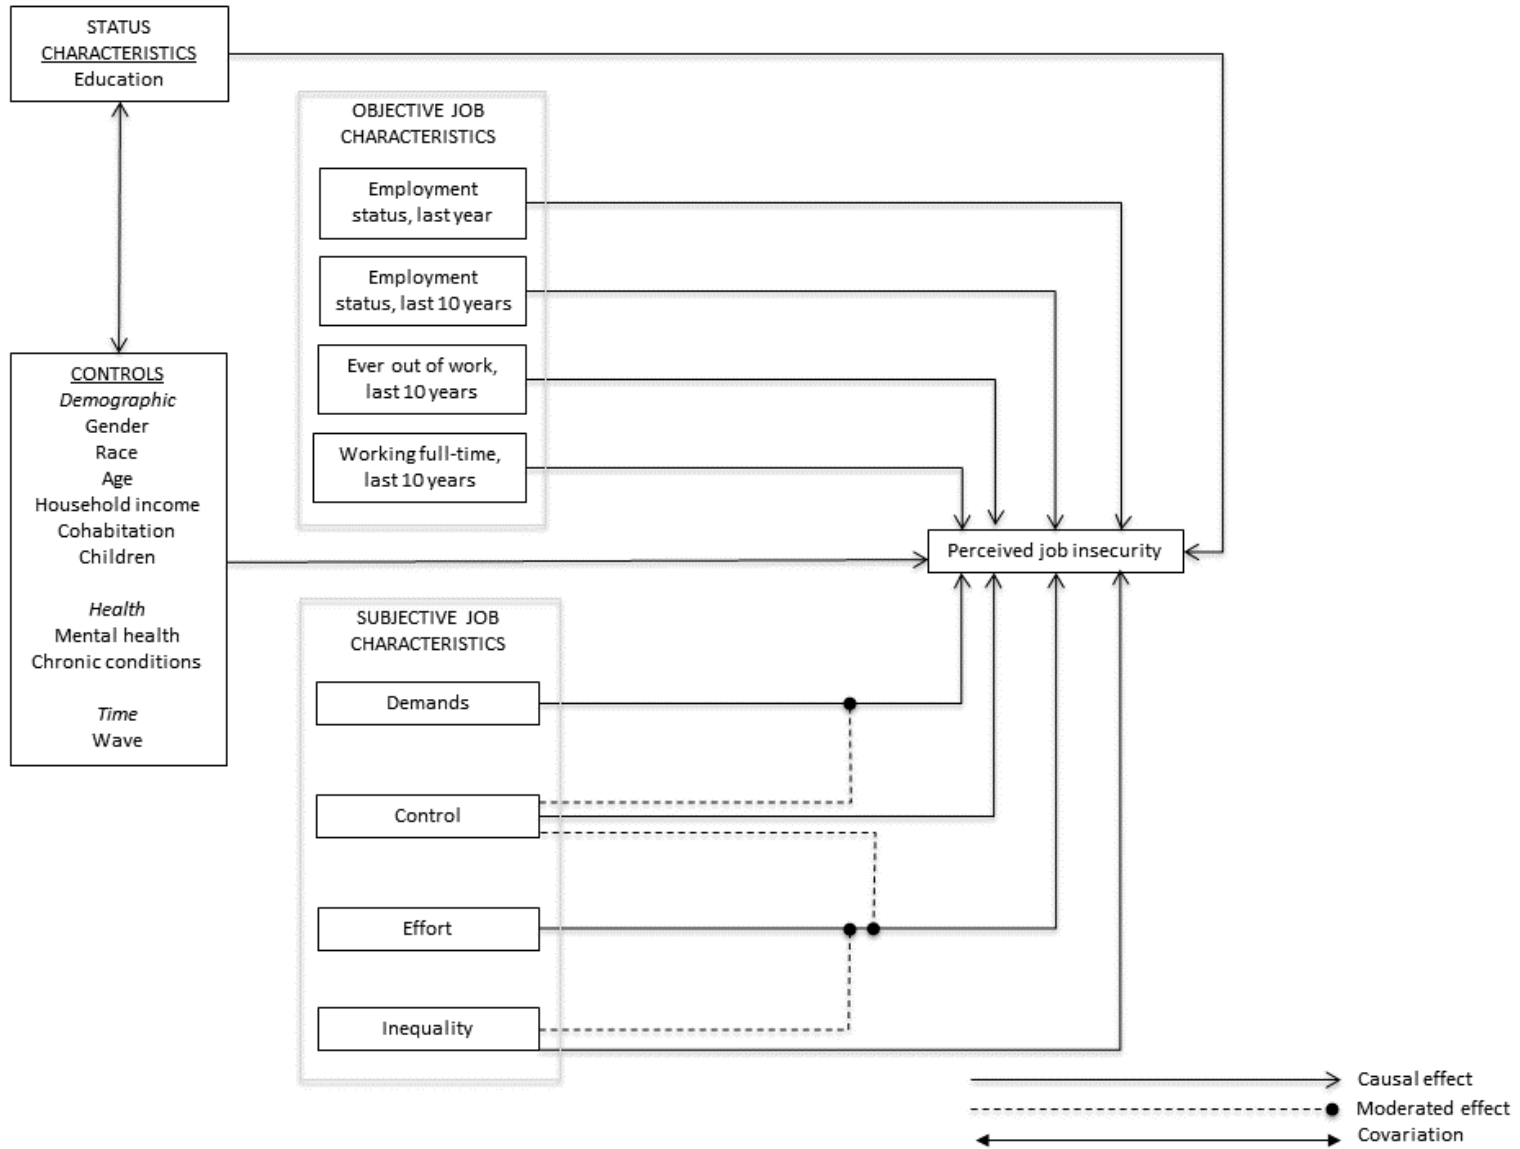 STATUS
CHARACTERISTICS
Education
OBJECTIVE JOB
CHARACTERISTICS
Employment
status, last year
Employment
status, last 10 years
Ever out of work,
last 10 years
Working full-time,
last 10 years
CONTROLS
Demographic
Gender
Race
Age
Household income
Cohabitation
Children
Health
Mental health
Chronic conditions
Time
Wave
Perceived job insecurity
SUBJECTIVE JOB
CHARACTERISTICS
Demands
Control
Effort
Inequality
Causal effect
Moderated effect
Covariation